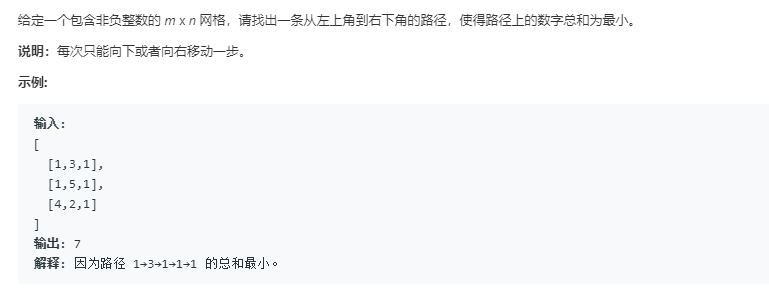 给定一个包含非负整数的 m x n 网格，请找出一条从左上角到右下角的路径，使得路径上的数字总和为最小。
说明：每次只能向下或者向右移动一步。
示例:
输入:
[
  [1,3,1],
  [1,5,1],
  [4,2,1]
]
输出: 7
解释: 因为路径 1→3→1→1→1 的总和最小。